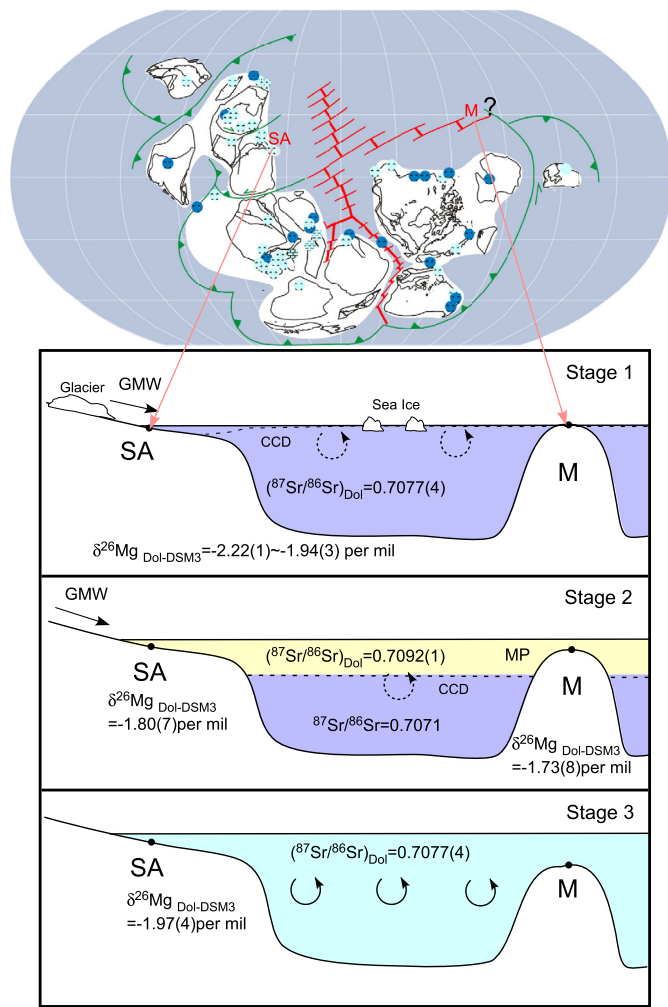 M ?
SA
Stage 1
Glacier
GMW
Sea Ice
SA
CCD
M
(⁸⁷Sr/⁸⁶Sr)Dol=0.7077(4)
δ²⁶Mg Dol-DSM3=-2.22(1)~-1.94(3) per mil
Stage 2
GMW
SA
(⁸⁷Sr/⁸⁶Sr)Dol=0.7092(1)
MP
M
CCD
δ²⁶Mg Dol-DSM3
=-1.80(7)per mil
⁸⁷Sr/⁸⁶Sr=0.7071
δ²⁶Mg Dol-DSM3
=-1.73(8)per mil
Stage 3
SA
(⁸⁷Sr/⁸⁶Sr)Dol=0.7077(4)
M
δ²⁶Mg Dol-DSM3
=-1.97(4)per mil